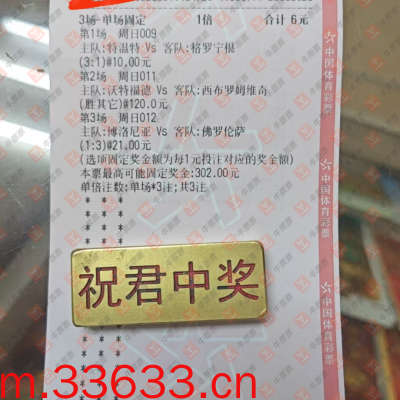 3场-单场固定 1倍 合计 6元
第1场 周日009
主队:特温特 Vs 客队:格罗宁根
(3:1)#10.00元
第2场 周日011
主队:沃特福德 Vs 客队:西布罗姆维奇
(胜其它)#120.0元
第3场 周日012
主队:博洛尼亚 Vs 客队:佛罗伦萨
(1:3)#21.00元
(选项固定奖金额为每1元投注对应的奖金额)
本票最高可能固定奖金:302.00元
单倍注数:单场*3注;共3注
祝君中奖
中国体育彩票
中国体育彩票
中国体育彩票
m.33633.cn